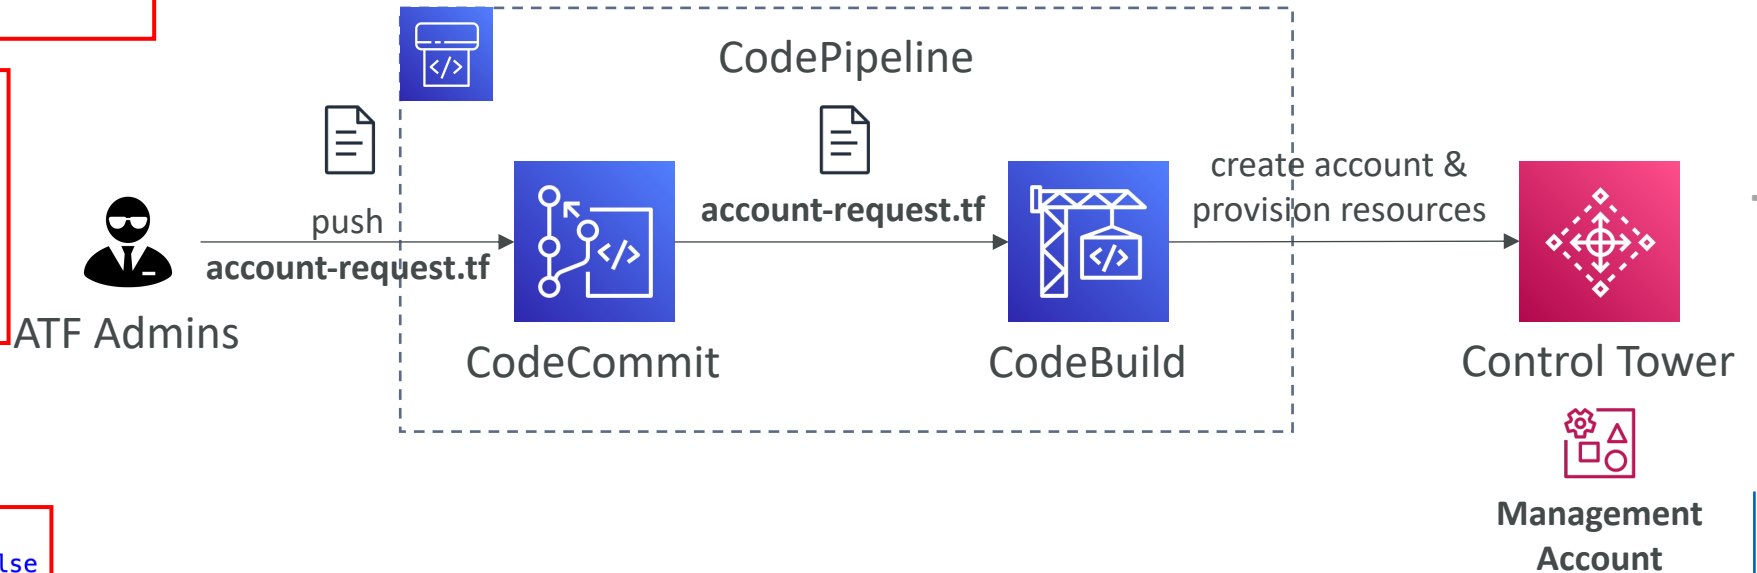 CodePipeline
</>
create account &
account-request.tf
provision resources
push
account-request.tf
</>
</>
ATF Admins
CodeCommit
CodeBuild
Control Tower
Management
Account
lse